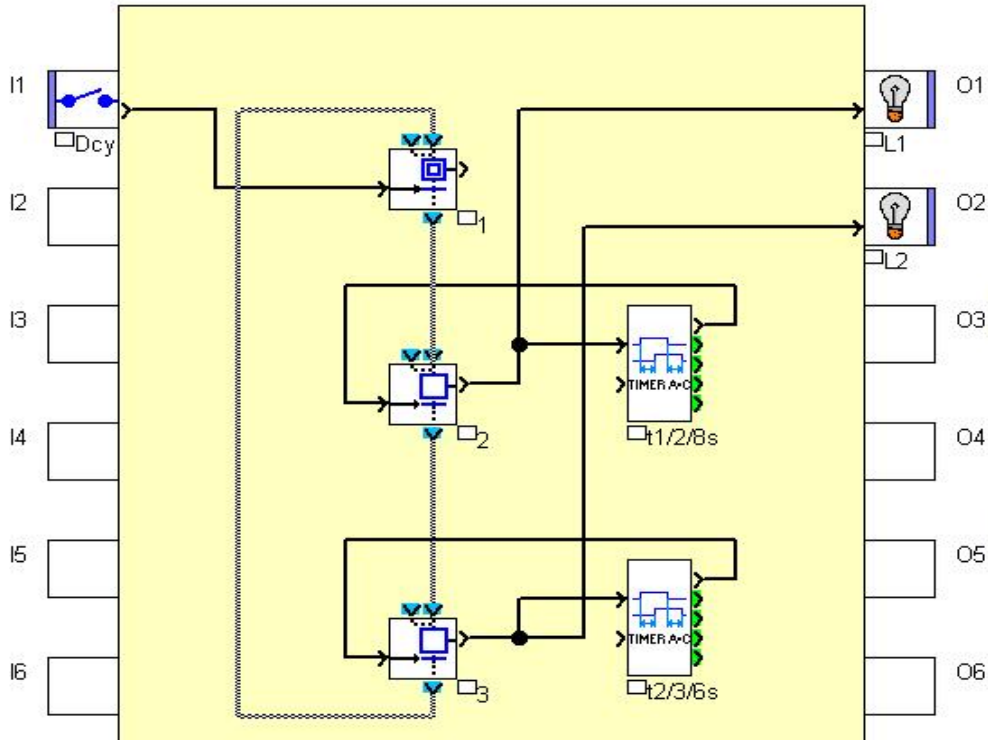 I1
Dcy
O1
L1
1
I2
O2
L2
I3
O3
TIMER A•C
t1/2/8s
2
I4
O4
I5
O5
TIMER A•C
t2/3/6s
3
I6
O6